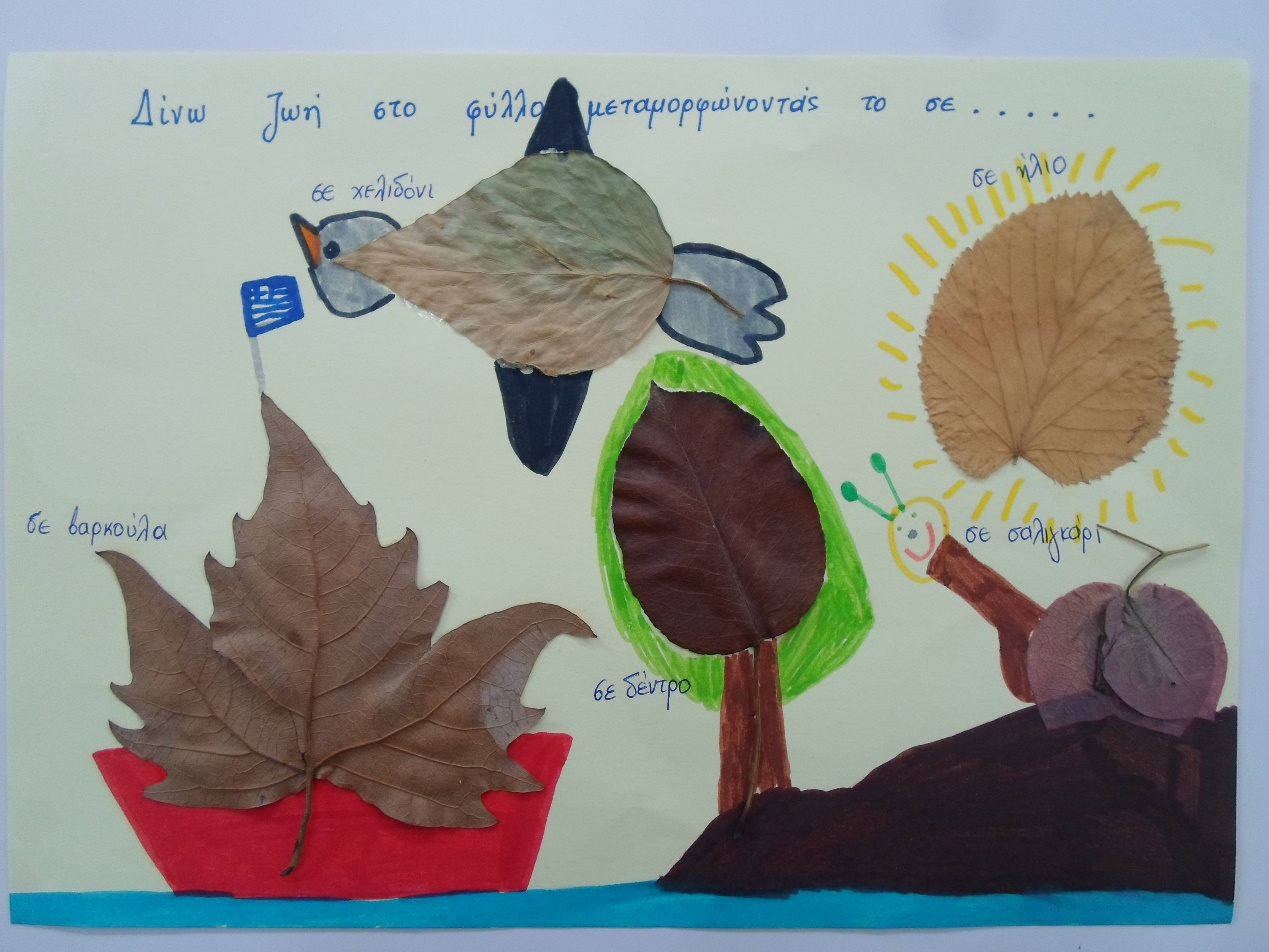 Δίνω ζωή στο φύλλο μεταμορφώνοντάς το σε.....
σε χελιδόνι
σε ήλιο
σε βαρκούλα
σε σαλιγκάρι
σε δέντρο